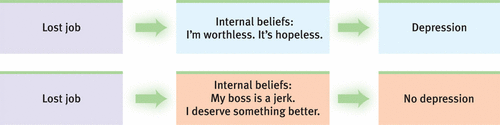 Lost job
Internal beliefs:
I'm worthless. It's hopeless.
Depression
Lost job
Internal beliefs:
My boss is a jerk.
I deserve something better.
No depression